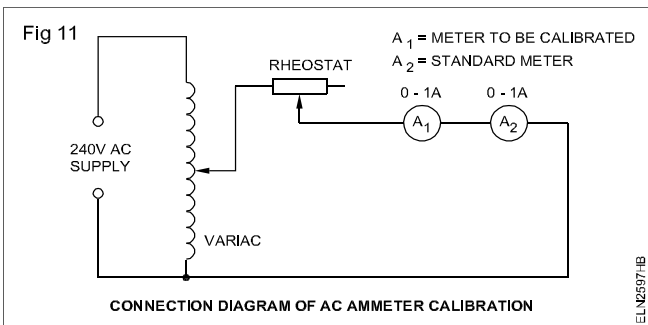 Fig 11
A 1 = METER TO BE CALIBRATED
A 2 = STANDARD METER
RHEOSTAT
0 - 1A
0 - 1A
A1
A2
240V AC
SUPPLY
VARIAC
CONNECTION DIAGRAM OF AC AMMETER CALIBRATION
ELN2597HB